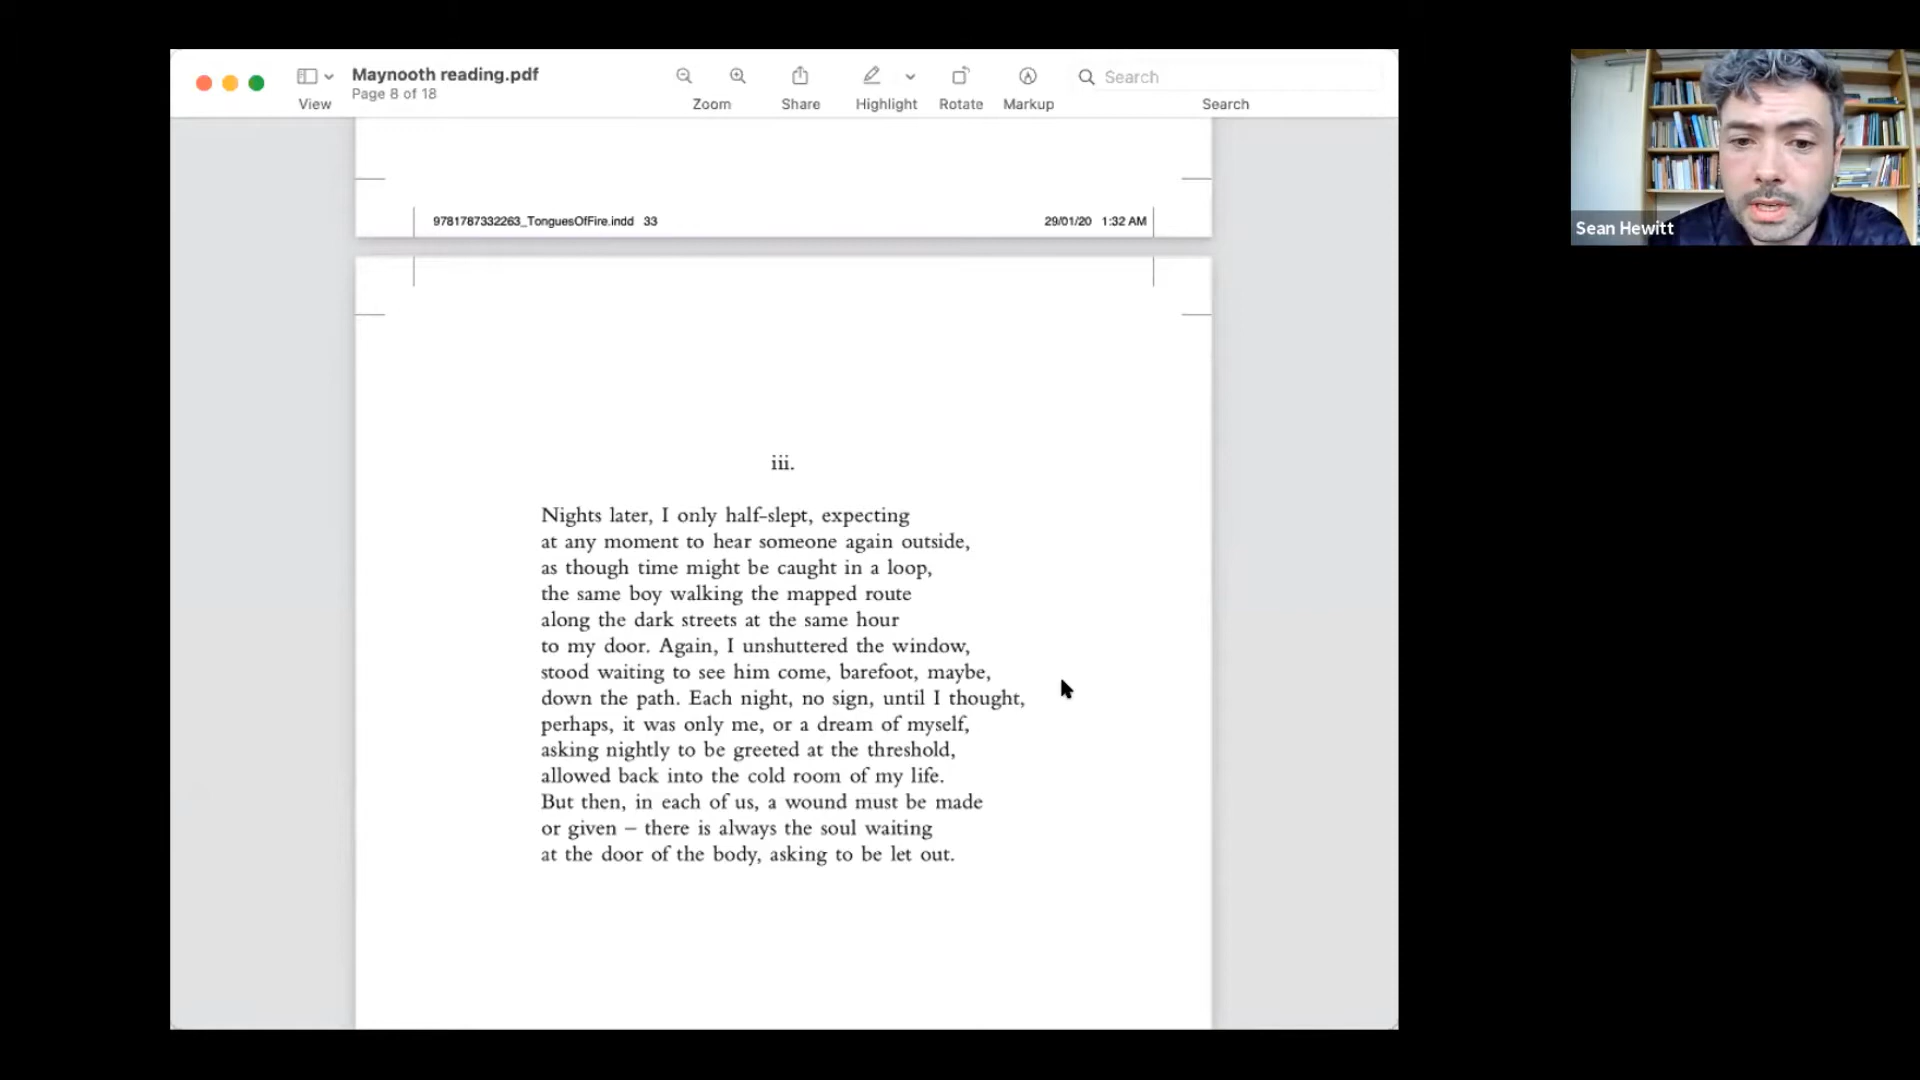 Maynooth reading.pdf
Page 8 of 18
View
Zoom
Share
Highlight
Rotate
Markup
Search
Search
9781787332263_TonguesOfFire.indd 33
29/01/20 1:32 AM
Sean Hewitt
iii.
Nights later, I only half-slept, expecting
at any moment to hear someone again outside,
as though time might be caught in a loop,
the same boy walking the mapped route
along the dark streets at the same hour
to my door. Again, I unshuttered the window,
stood waiting to see him come, barefoot, maybe,
down the path. Each night, no sign, until I thought,
perhaps, it was only me, or a dream of myself,
asking nightly to be greeted at the threshold,
allowed back into the cold room of my life.
But then, in each of us, a wound must be made
or given – there is always the soul waiting
at the door of the body, asking to be let out.